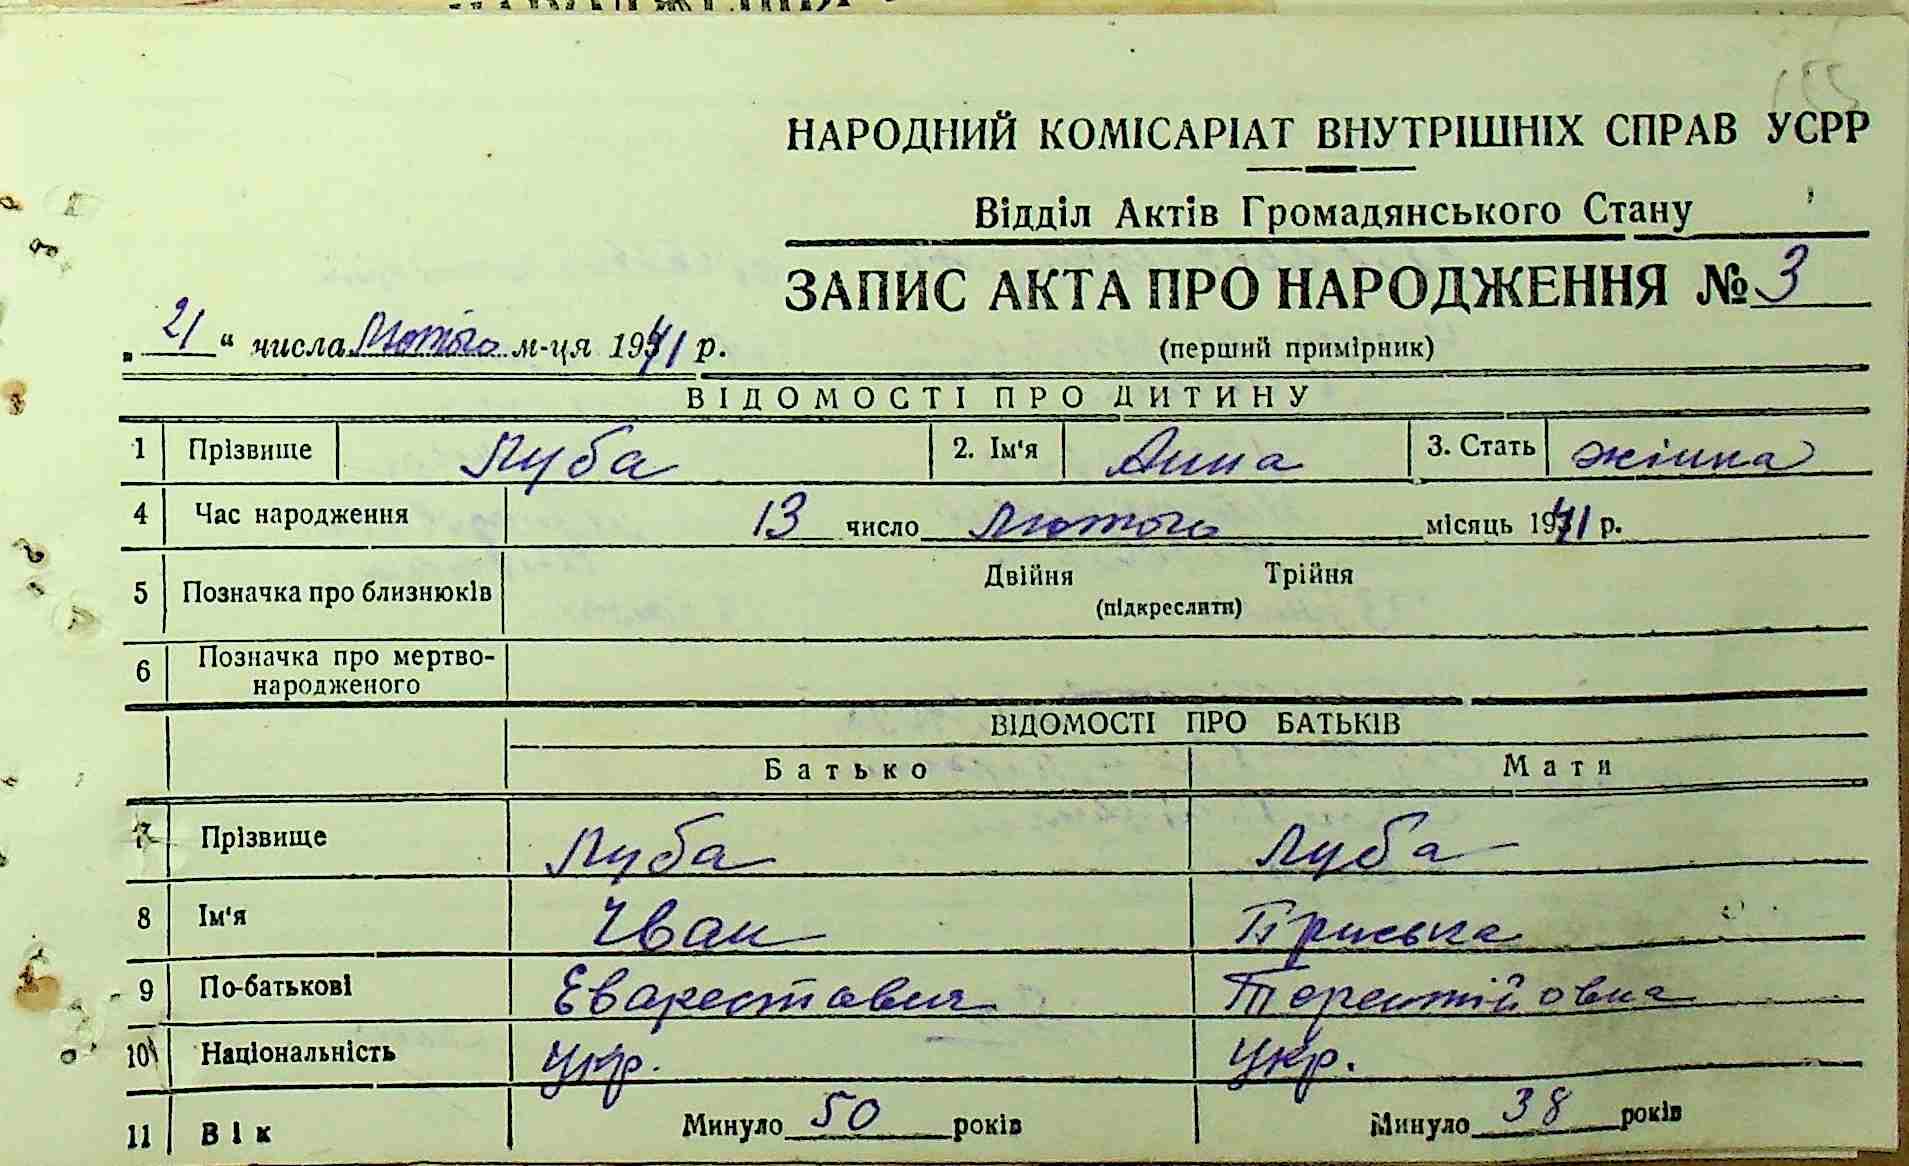 НАРОДНИЙ КОМІСАРІАТ ВНУТРІШНІХ СПРАВ УСРР
Відділ Актів Громадянського Стану
ЗАПИС АКТА ПРО НАРОДЖЕННЯ № 3
„ 21 “ числа Лютого м-ця 1941 р.
(перший примірник)
ВІДОМОСТІ ПРО ДИТИНУ
1 Прізвище Луба 2. Ім‘я Анна 3. Стать жінка
4 Час народження 13 число Лютого місяць 1941 р.
5 Позначка про близнюків Двійня Трійня
(підкреслити)
6 Позначка про мертво-
народженого
ВІДОМОСТІ ПРО БАТЬКІВ
Батько Мати
7 Прізвище Луба Луба
8 Ім‘я Іван Пріська
9 По-батькові Еварестович Терентійовна
10 Національність Укр. Укр.
11 Вік Минуло 50 років Минуло 38 років